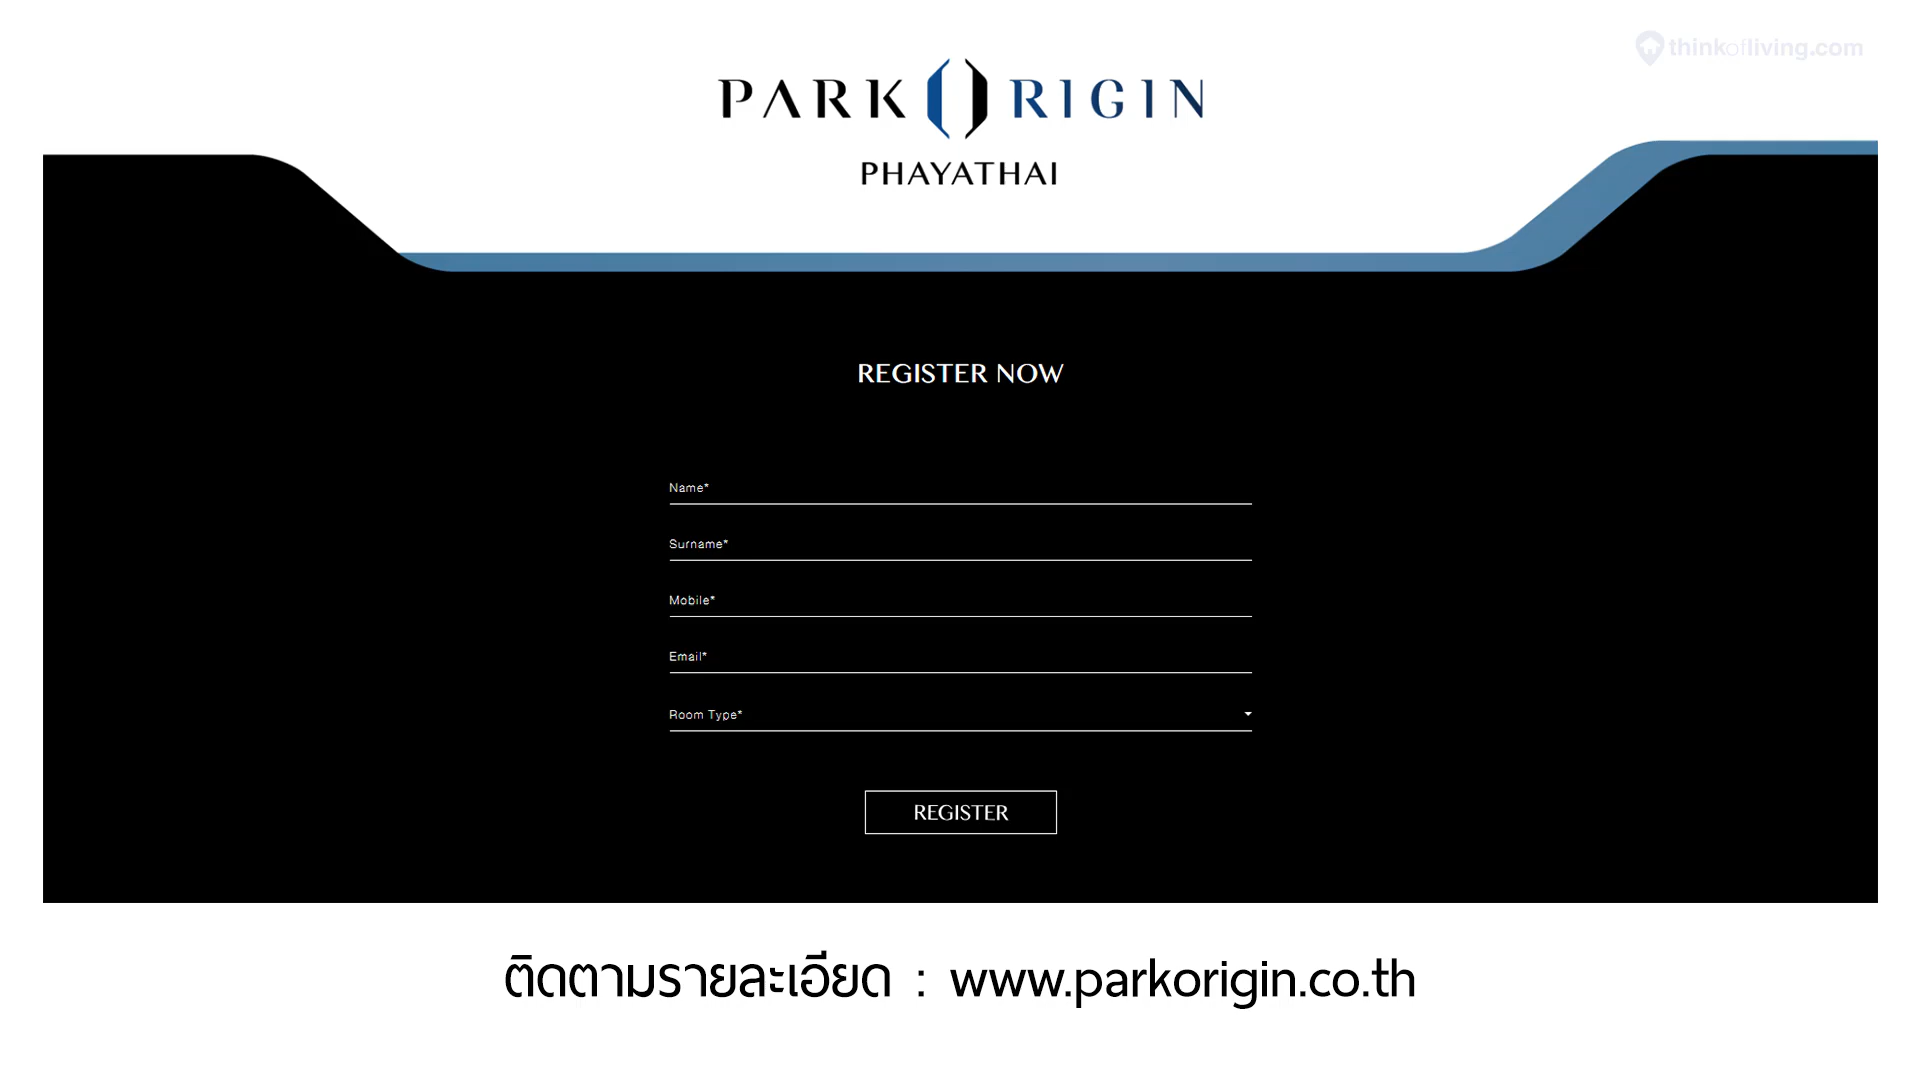 thinkofliving.com
PARK ORIGIN
PHAYATHAI
REGISTER NOW
Name*
Surname*
Mobile*
Email*
Room Type*
REGISTER
ติดตามรายละเอียด : www.parkorigin.co.th